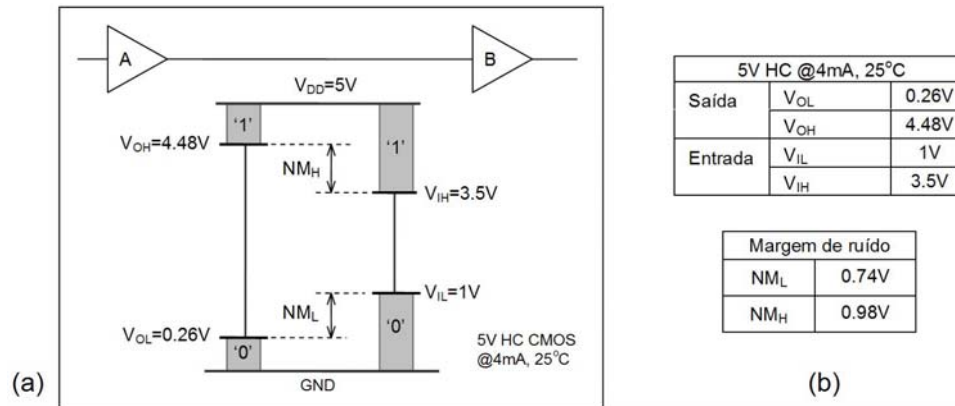 A
B
V_DD=5V
'1'
'1'
V_OH=4.48V
NM_H
V_IH=3.5V
V_IL=1V
NM_L
V_OL=0.26V
'0'
'0'
5V HC CMOS
@4mA, 25°C
GND
(a)
5V HC @4mA, 25°C
Saída V_OL 0.26V
V_OH 4.48V
Entrada V_IL 1V
V_IH 3.5V
Margem de ruído
NM_L 0.74V
NM_H 0.98V
(b)